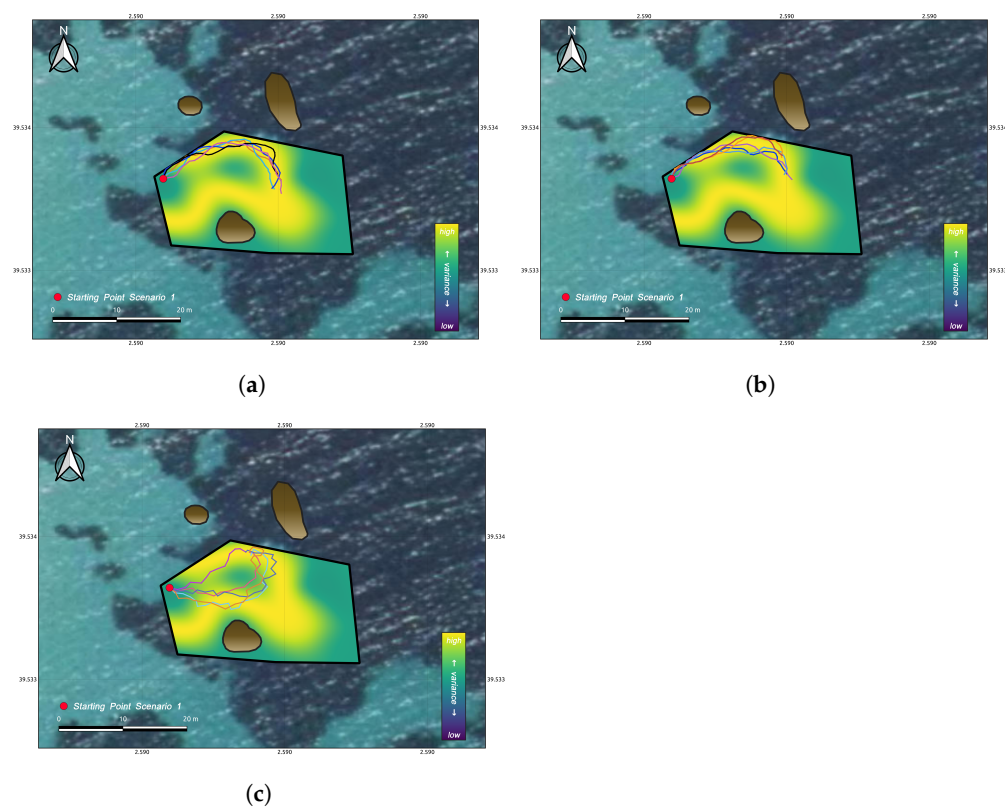 2.590 2.590 2.590
N
39.534 39.534
high
← variance →
39.533 39.533
low
Starting Point Scenario 1
0 10 20 m
2.590 2.590 2.590
(a)
2.590 2.590 2.590
N
39.534 39.534
high
← variance →
39.533 39.533
low
Starting Point Scenario 1
0 10 20 m
2.590 2.590 2.590
(b)
2.590 2.590 2.590
N
39.534 39.534
high
← variance →
39.533 39.533
low
Starting Point Scenario 1
0 10 20 m
2.590 2.590 2.590
(c)